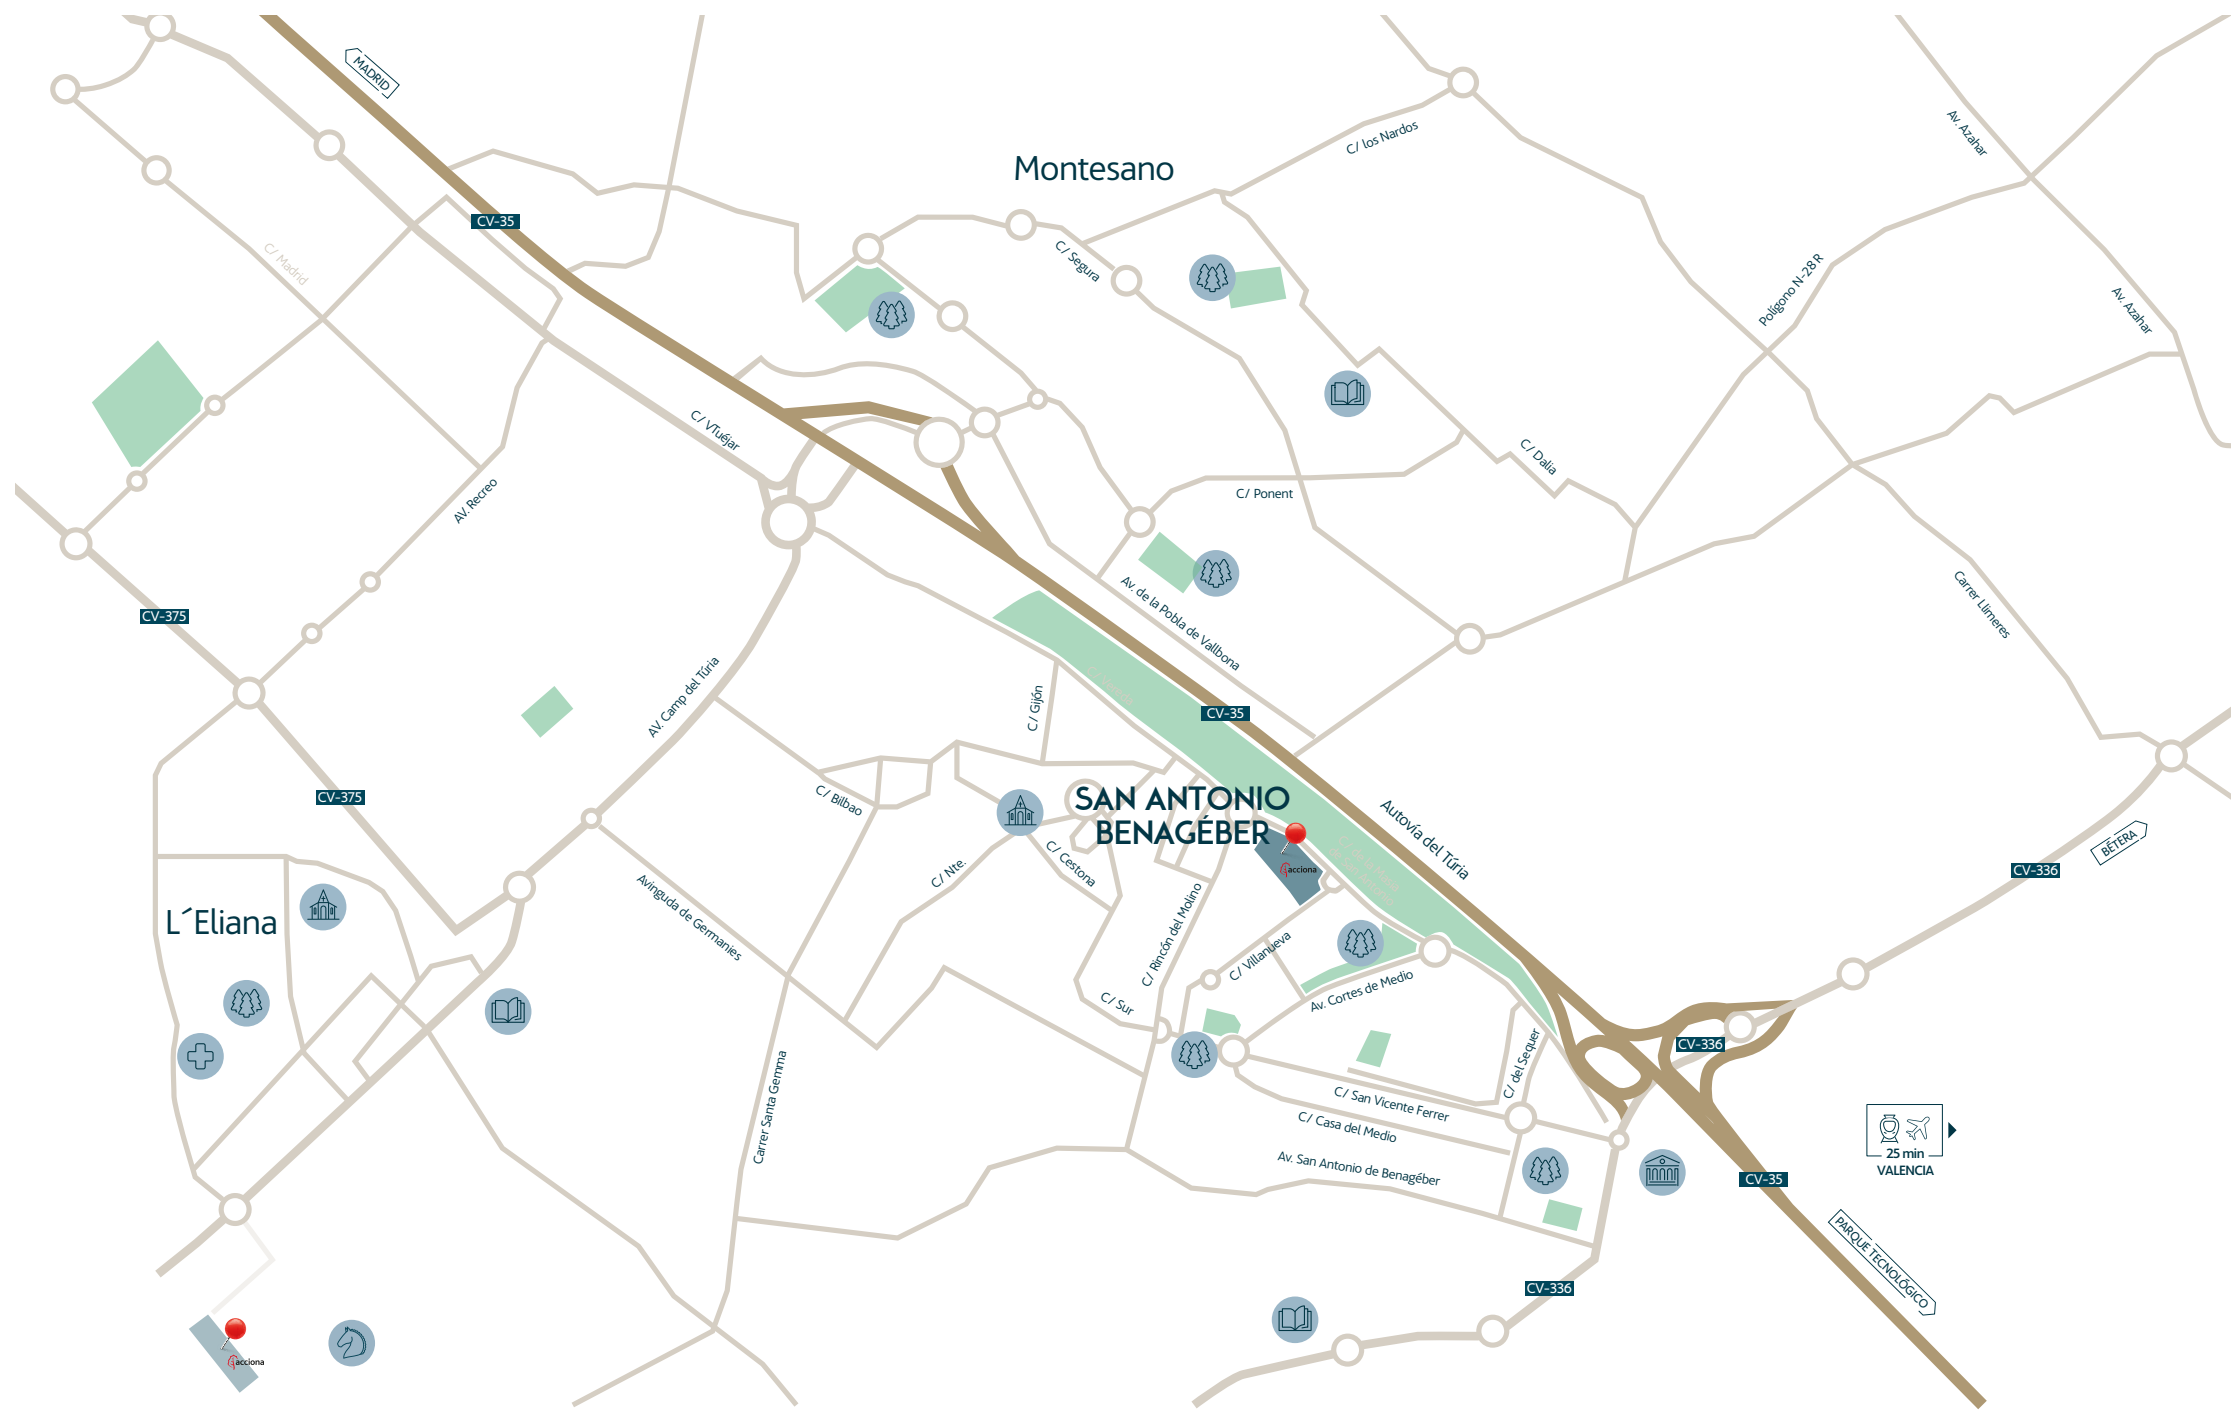 MADRID
CV-35
Montesano
C/ los Nardos
Av. Azahar
C/ Madrid
C/ Segura
Polígono N-28 R
Av. Azahar
C/ VTuéjar
AV. Recreo
C/ Ponent
C/ Dalia
CV-375
Av. de la Pobla de Vallbona
Carrer Llimeres
AV. Camp del Túria
C/ Gijón
CV-35
CV-375
C/ Bilbao
SAN ANTONIO
BENAGÉBER
Autovía del Túria
BÉTERA
CV-336
acciona
C/ Nte.
C/ Cestona
Avinguda de Germanies
L´Eliana
C/ Rincón del Molino
C/ Villanueva
Av. Cortes de Medio
C/ Sur
CV-336
C/ del Sequer
Carrer Santa Gemma
C/ San Vicente Ferrer
C/ Casa del Medio
Av. San Antonio de Benagéber
25 min
VALENCIA
CV-35
PARQUE TECNOLÓGICO
CV-336
acciona